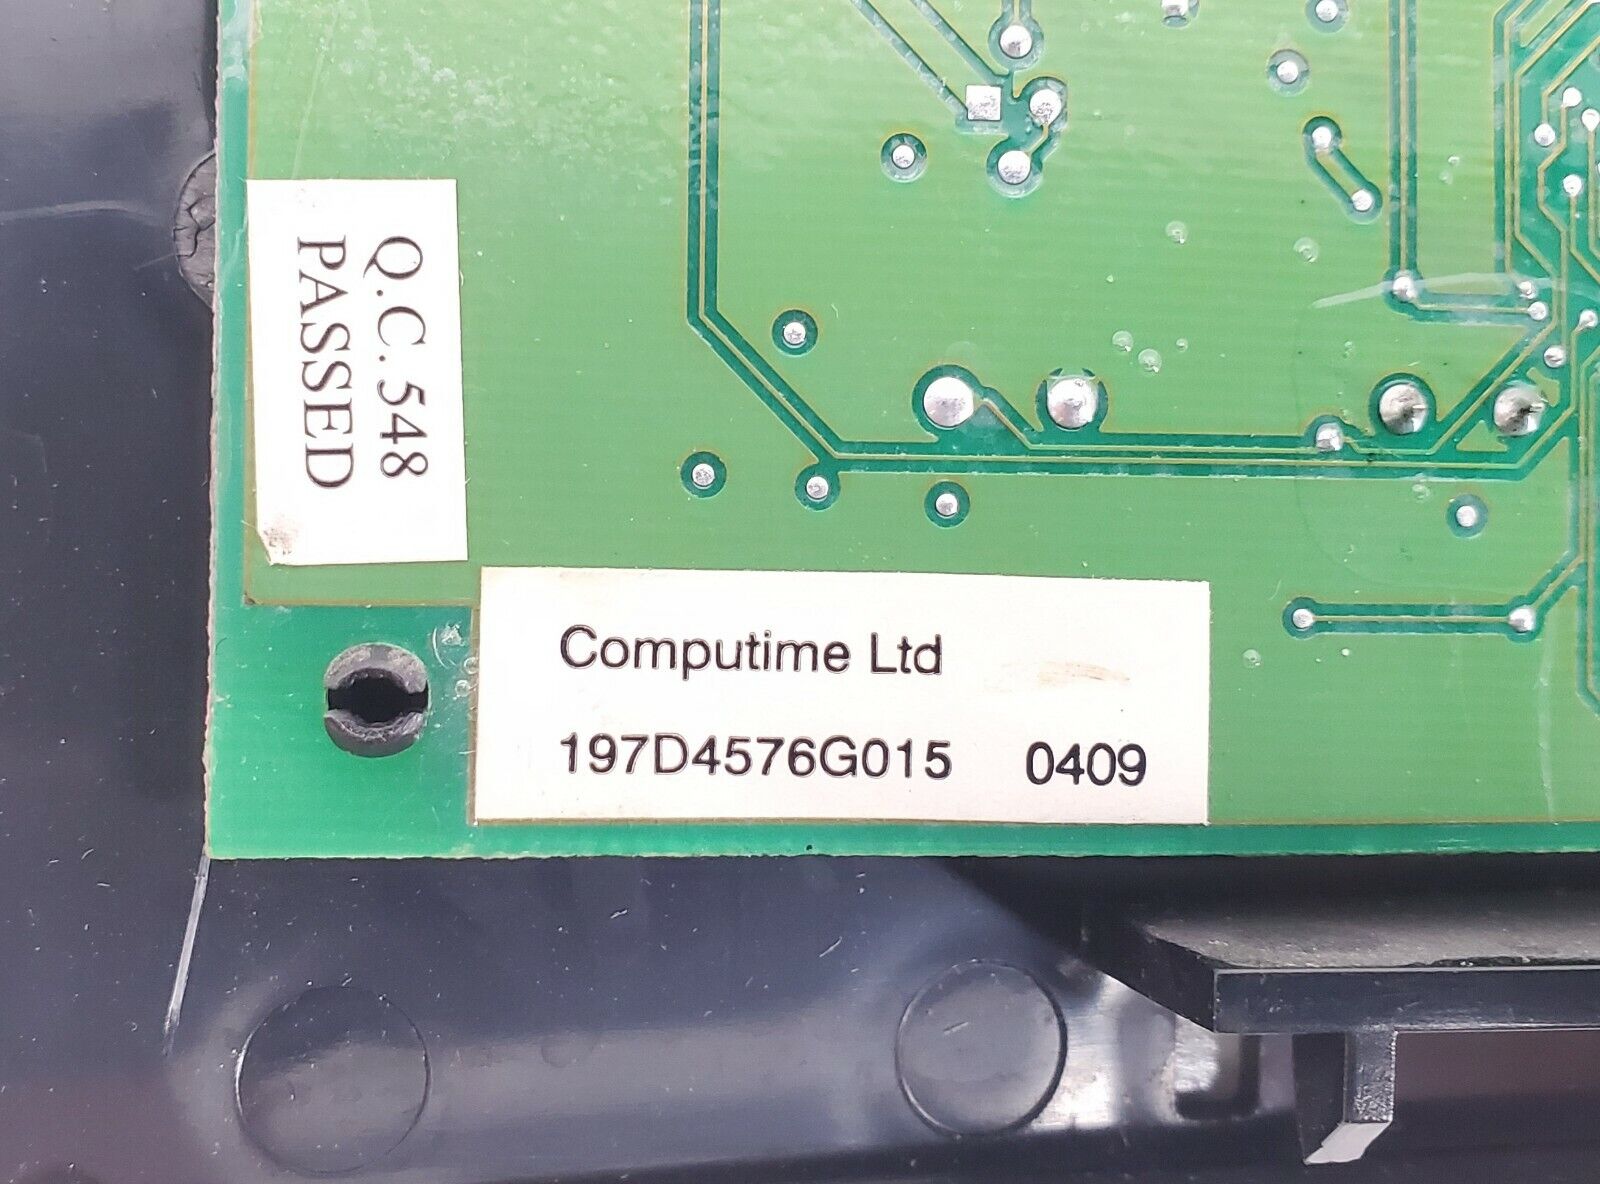 Q.C. 548
PASSED
Computime Ltd
197D4576G015 0409